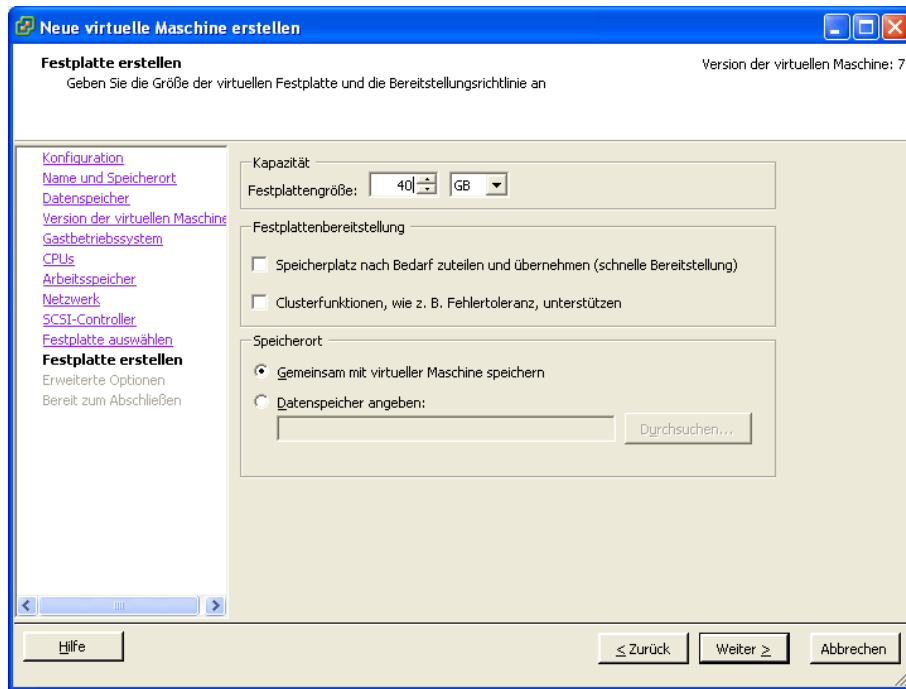 Neue virtuelle Maschine erstellen
Festplatte erstellen
Geben Sie die Größe der virtuellen Festplatte und die Bereitstellungsrichtlinie an
Version der virtuellen Maschine: 7
Konfiguration
Name und Speicherort
Datenspeicher
Version der virtuellen Maschine
Gastbetriebssystem
CPUs
Arbeitsspeicher
Netzwerk
SCSI-Controller
Festplatte auswählen
Festplatte erstellen
Erweiterte Optionen
Bereit zum Abschließen
Kapazität
Festplattengröße: 40 GB
Festplattenbereitstellung
Speicherplatz nach Bedarf zuteilen und übernehmen (schnelle Bereitstellung)
Clusterfunktionen, wie z. B. Fehlertoleranz, unterstützen
Speicherort
Gemeinsam mit virtueller Maschine speichern
Datenspeicher angeben:
Durchsuchen...
Hilfe
< Zurück
Weiter >
Abbrechen